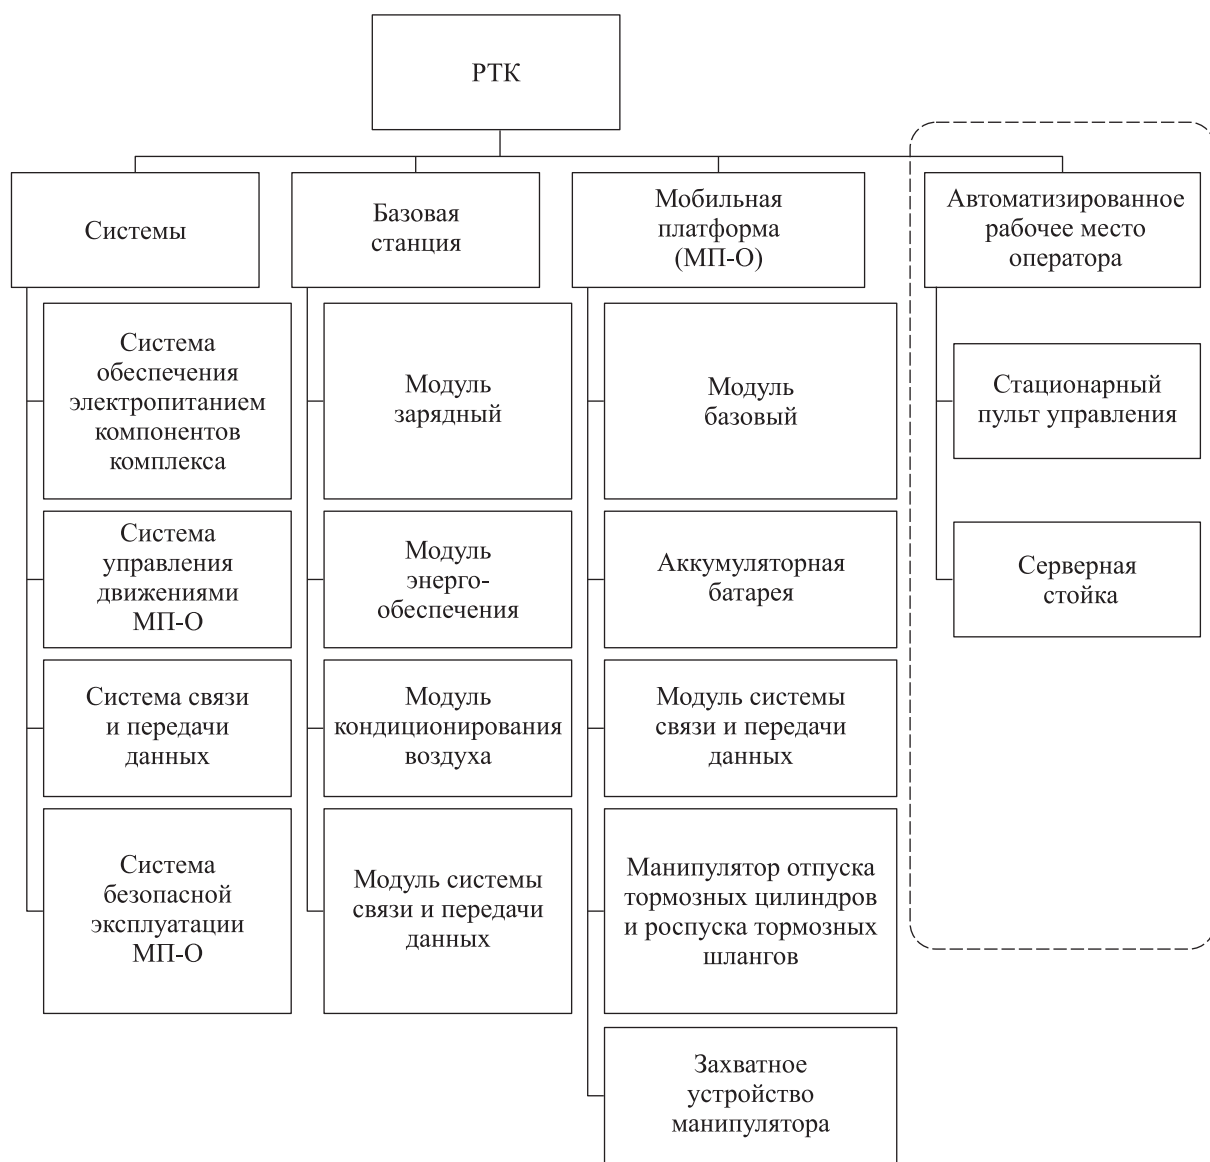 РТК
Системы
Базовая
станция
Мобильная
платформа
(МП-О)
Автоматизированное
рабочее место
оператора
Система
обеспечения
электропитанием
компонентов
комплекса
Система
управления
движениями
МП-О
Система связи
и передачи
данных
Система
безопасной
эксплуатации
МП-О
Модуль
зарядный
Модуль
энерго-
обеспечения
Модуль
кондиционирования
воздуха
Модуль системы
связи и передачи
данных
Модуль
базовый
Аккумуляторная
батарея
Модуль системы
связи и передачи
данных
Манипулятор отпуска
тормозных цилиндров
и роспуска тормозных
шлангов
Захватное
устройство
манипулятора
Стационарный
пульт управления
Серверная
стойка